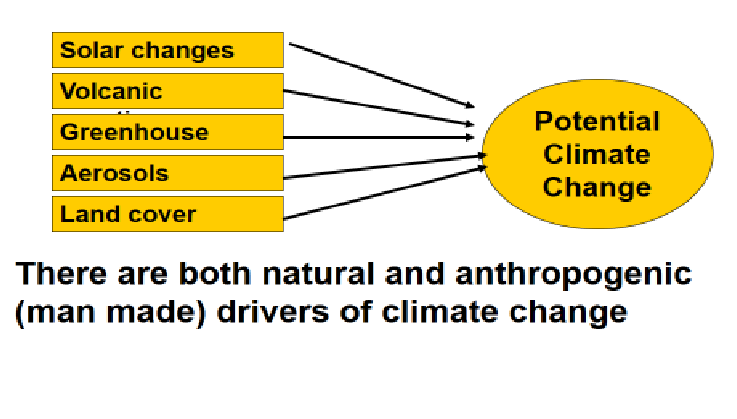 Solar changes
Volcanic
Greenhouse
Aerosols
Land cover
Potential
Climate
Change
There are both natural and anthropogenic
(man made) drivers of climate change